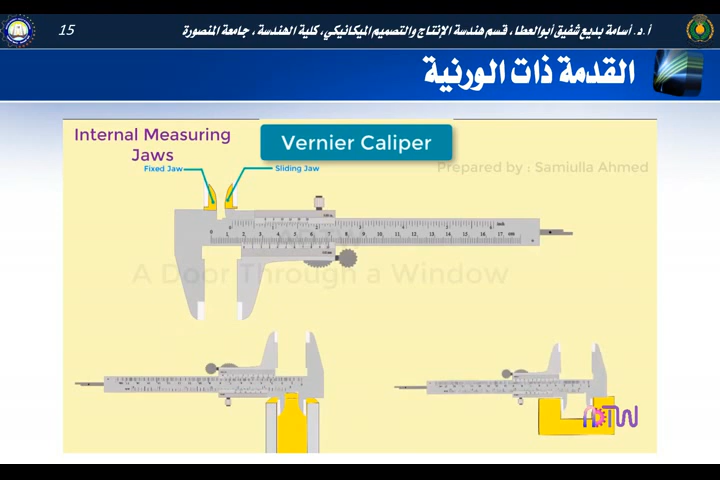 أ.د. أسامة بديع شفيق أبوالعطا ، قسم هندسة الإنتاج والتصميم الميكانيكي، كلية الهندسة ، جامعة المنصورة
15
القدمة ذات الورنية
Internal Measuring
Jaws
Vernier Caliper
Fixed Jaw
Sliding Jaw
Prepared by : Samiulla Ahmed
A Door Through a Window
ADTW